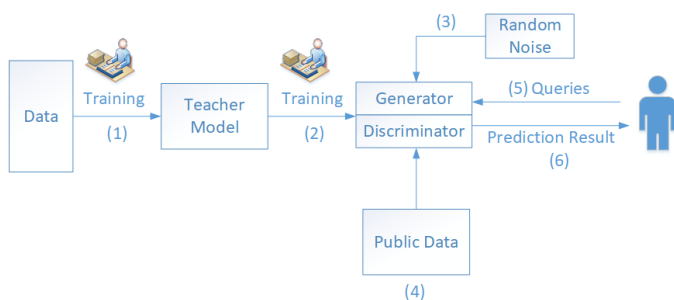 (3)
Random
Noise
Training
Training
Data
Teacher
Model
Generator
(5) Queries
(1)
(2)
Discriminator
Prediction Result
(6)
Public Data
(4)